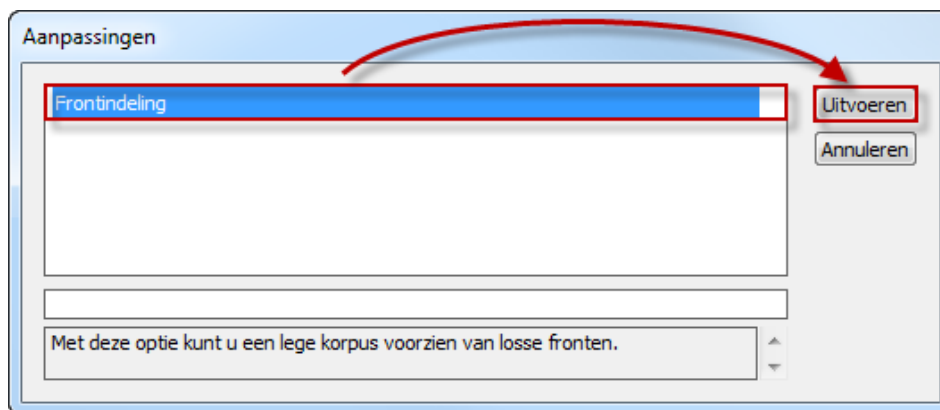 Aanpassingen
Frontindeling
Uitvoeren
Annuleren
Met deze optie kunt u een lege korpus voorzien van losse fronten.